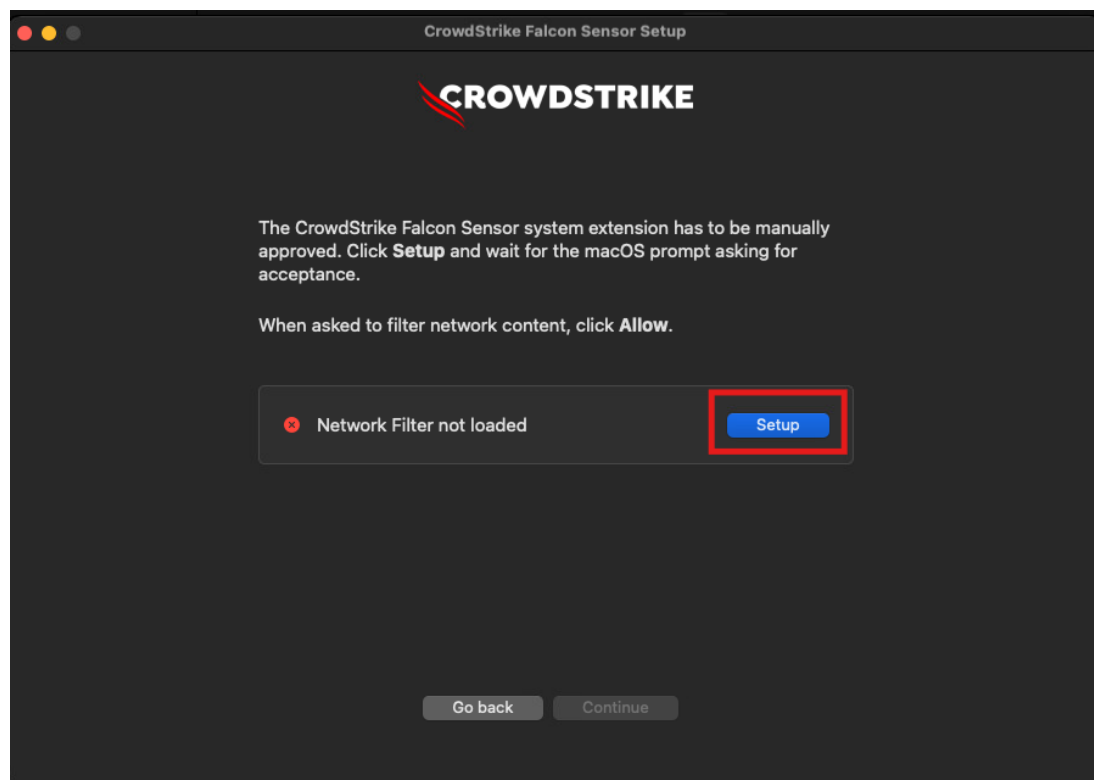 CrowdStrike Falcon Sensor Setup
CROWDSTRIKE
The CrowdStrike Falcon Sensor system extension has to be manually
approved. Click Setup and wait for the macOS prompt asking for
acceptance.
When asked to filter network content, click Allow.
Network Filter not loaded
Setup
Go back
Continue